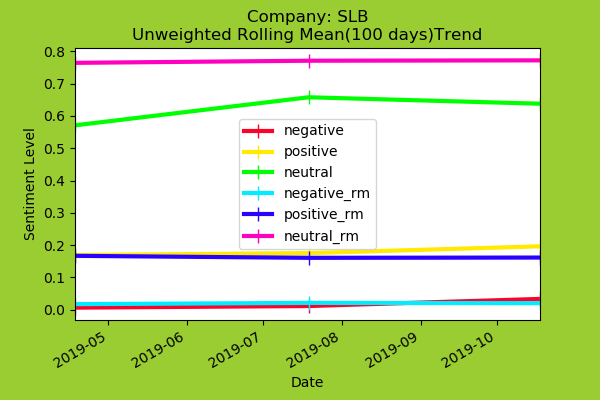 Company: SLB
Unweighted Rolling Mean(100 days)Trend
0.8
0.7
0.6
0.5
0.4
0.3
0.2
0.1
0.0
Sentiment Level
negative
positive
neutral
negative_rm
positive_rm
neutral_rm
2019-05
2019-06
2019-07
2019-08
2019-09
2019-10
Date